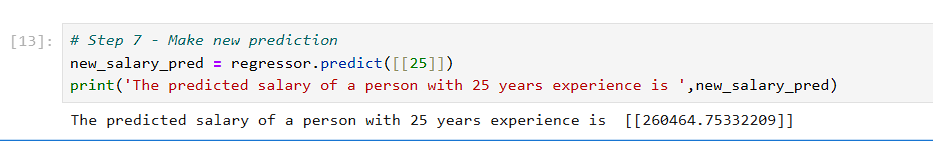 [13]: # Step 7 - Make new prediction
new_salary_pred = regressor.predict([[25]])
print('The predicted salary of a person with 25 years experience is ',new_salary_pred)
The predicted salary of a person with 25 years experience is  [[260464.75332209]]